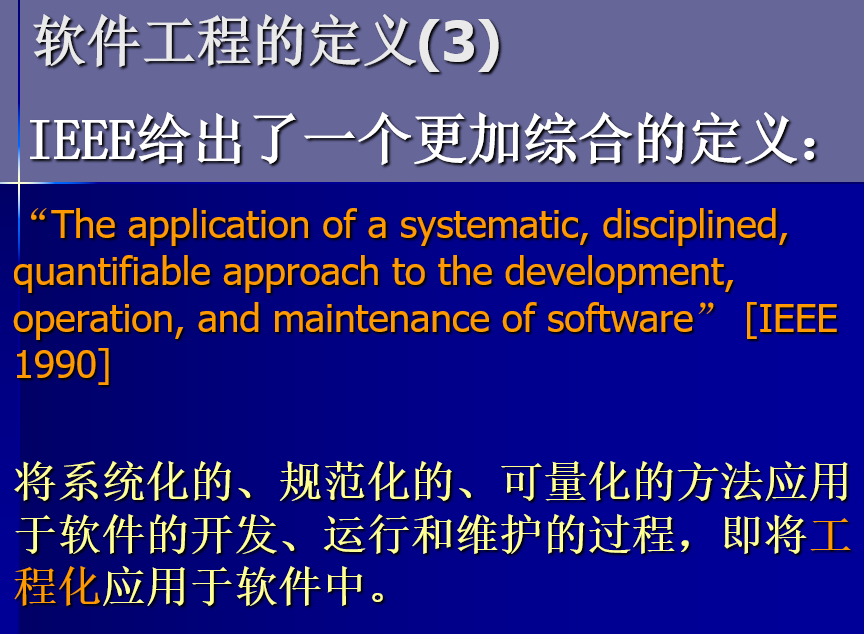 软件工程的定义(3)
IEEE给出了一个更加综合的定义：
“The application of a systematic, disciplined,
quantifiable approach to the development,
operation, and maintenance of software” [IEEE
1990]
将系统化的、规范化的、可量化的方法应用
于软件的开发、运行和维护的过程，即将工
程化应用于软件中。